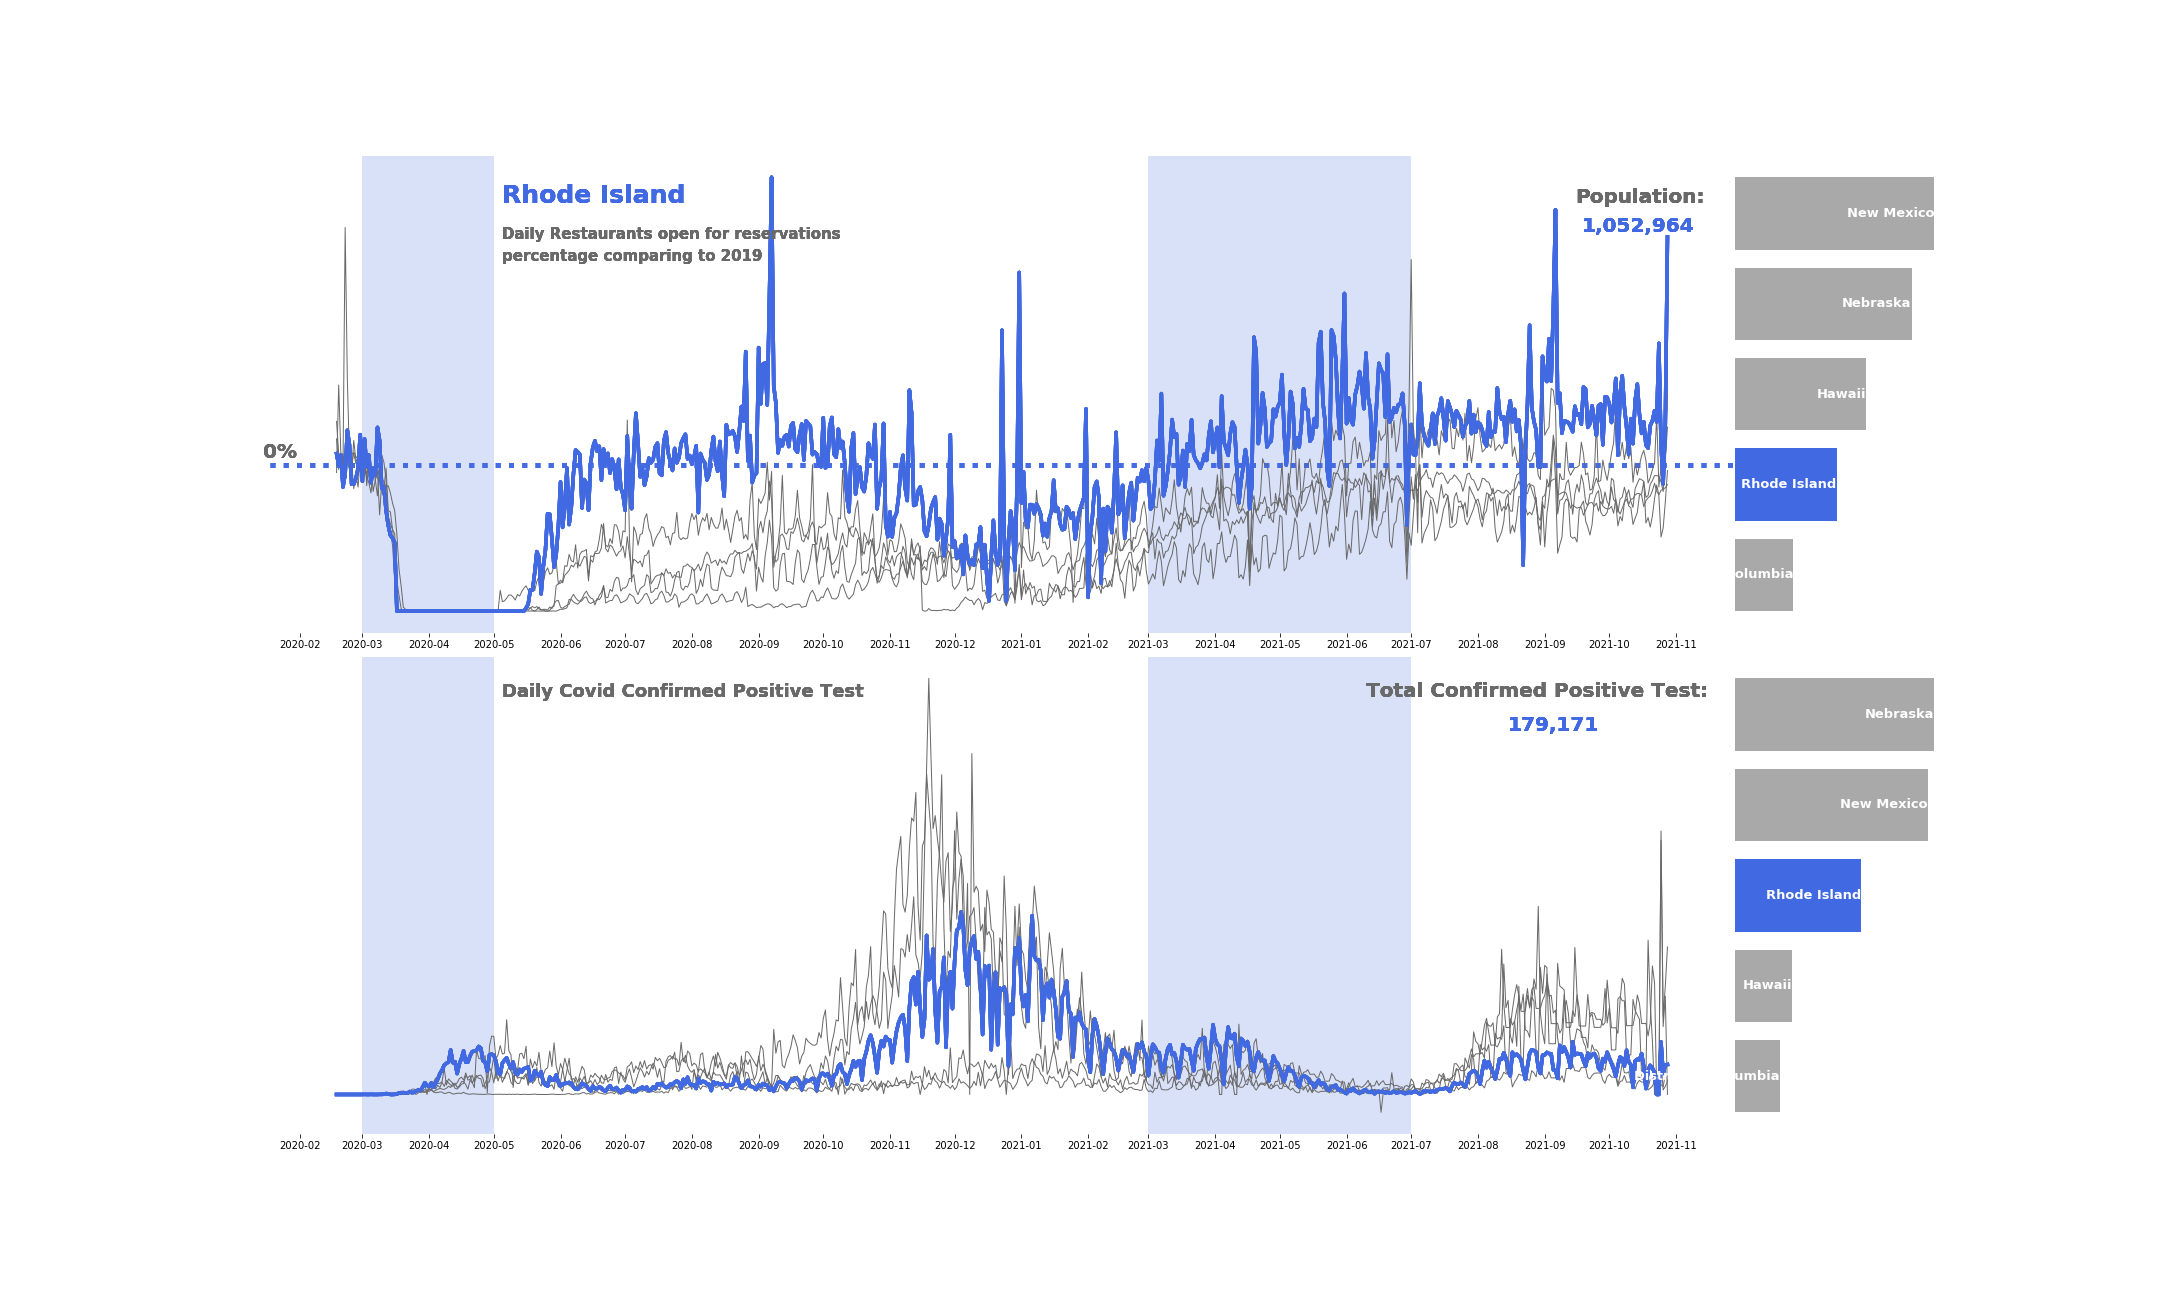 Rhode Island
Daily Restaurants open for reservations
percentage comparing to 2019
Population:
1,052,964
0%
New Mexico
Nebraska
Hawaii
Rhode Island
olumbia
2020-02 2020-03 2020-04 2020-05 2020-06 2020-07 2020-08 2020-09 2020-10 2020-11 2020-12 2021-01 2021-02 2021-03 2021-04 2021-05 2021-06 2021-07 2021-08 2021-09 2021-10 2021-11
Daily Covid Confirmed Positive Test
Total Confirmed Positive Test:
179,171
Nebraska
New Mexico
Rhode Island
Hawaii
umbia
2020-02 2020-03 2020-04 2020-05 2020-06 2020-07 2020-08 2020-09 2020-10 2020-11 2020-12 2021-01 2021-02 2021-03 2021-04 2021-05 2021-06 2021-07 2021-08 2021-09 2021-10 2021-11